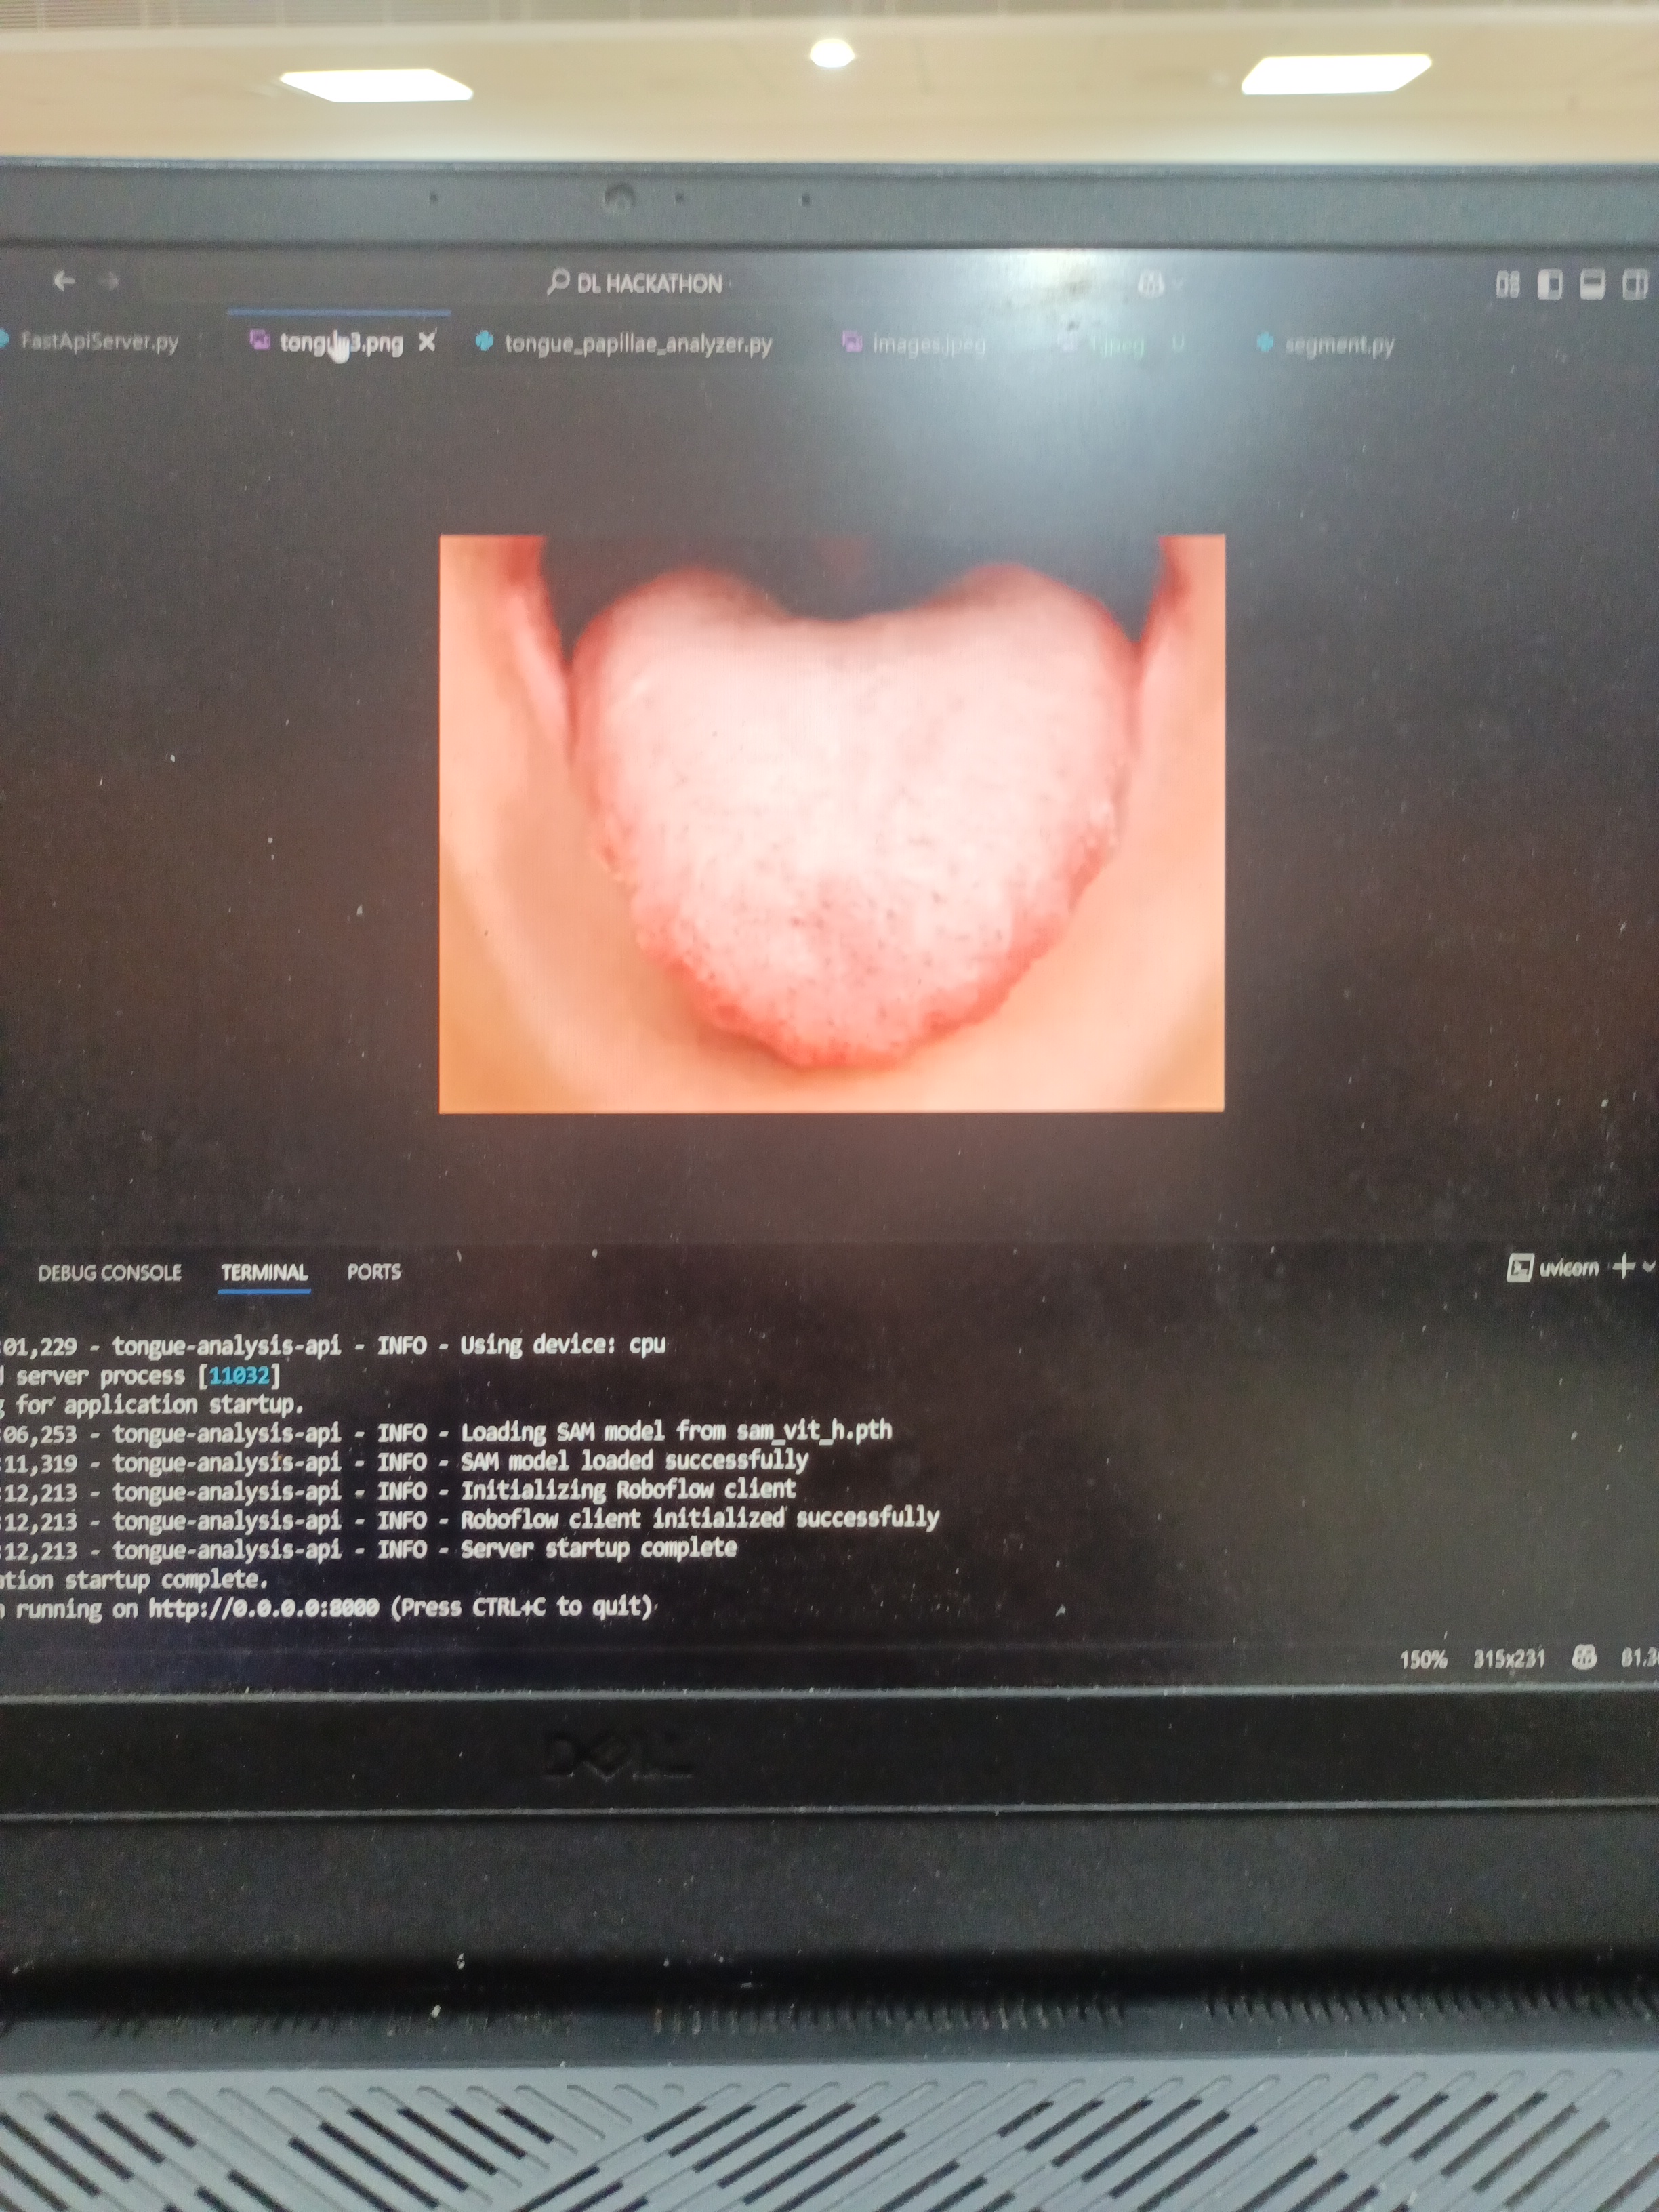 DL HACKATHON
FastApiServer.py
tongue3.png
tongue_papillae_analyzer.py
images.jpeg
1.jpeg U
segment.py
DEBUG CONSOLE TERMINAL PORTS
uvicorn
01,229 - tongue-analysis-api - INFO - Using device: cpu
server process [11032]
for application startup.
06,253 - tongue-analysis-api - INFO - Loading SAM model from sam_vit_h.pth
11,319 - tongue-analysis-api - INFO - SAM model loaded successfully
12,213 - tongue-analysis-api - INFO - Initializing Roboflow client
12,213 - tongue-analysis-api - INFO - Roboflow client initialized successfully
12,213 - tongue-analysis-api - INFO - Server startup complete
ation startup complete.
running on http://0.0.0.0:8000 (Press CTRL+C to quit)
150% 315x231
DELL